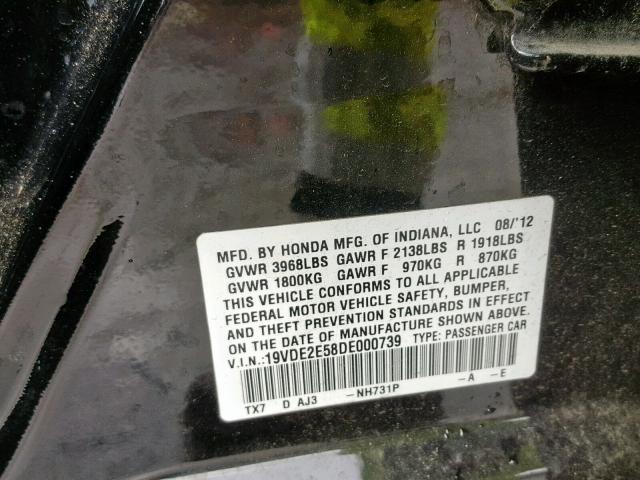 MFD. BY HONDA MFG. OF INDIANA, LLC 08/'12
GVWR 3968LBS GAWR F 2138LBS R 1918LBS
GVWR 1800KG GAWR F 970KG R 870KG
THIS VEHICLE CONFORMS TO ALL APPLICABLE
FEDERAL MOTOR VEHICLE SAFETY, BUMPER,
AND THEFT PREVENTION STANDARDS IN EFFECT
ON THE DATE OF MANUFACTURE SHOWN ABOVE.
V.I.N.:19VDE2E58DE000739 TYPE: PASSENGER CAR
TX7 D AJ3 -NH731P -A -E